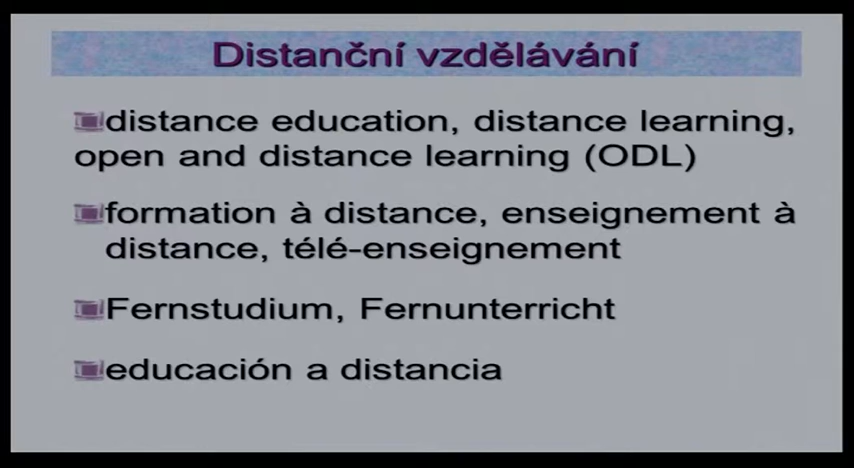 Distanční vzdělávání
distance education, distance learning,
open and distance learning (ODL)
formation à distance, enseignement à
distance, télé-enseignement
Fernstudium, Fernunterricht
educación a distancia